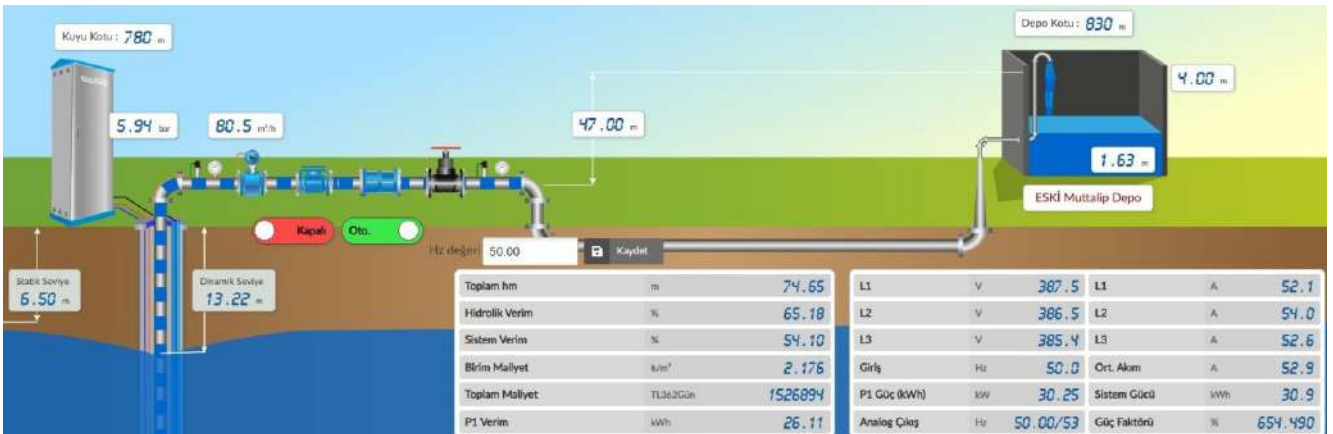 Kuyu Kotu : 780 m
Depo Kotu : 830 m
4.00 m
5.94 bar
80.5 m³/h
47.00 m
1.63 m
ESKİ Muttalip Depo
Kapalı
Oto.
Hz değeri 50.00 Kaydet
Statik Seviye
6.50 m
Dinamik Seviye
13.22 m
Toplam hm m 74.65
Hidrolik Verim % 65.18
Sistem Verim % 54.10
Birim Maliyet ₺/m³ 2.176
Toplam Maliyet TL362Gün 1526894
P1 Verim kWh 26.11
L1 V 387.5 L1 A 52.1
L2 V 386.5 L2 A 54.0
L3 V 385.4 L3 A 52.6
Giriş Hz 50.0 Ort. Akım A 52.9
P1 Güç (kWh) kW 30.25 Sistem Gücü kWh 30.9
Analog Çıkış Hz 50.00/53 Güç Faktörü % 654.490